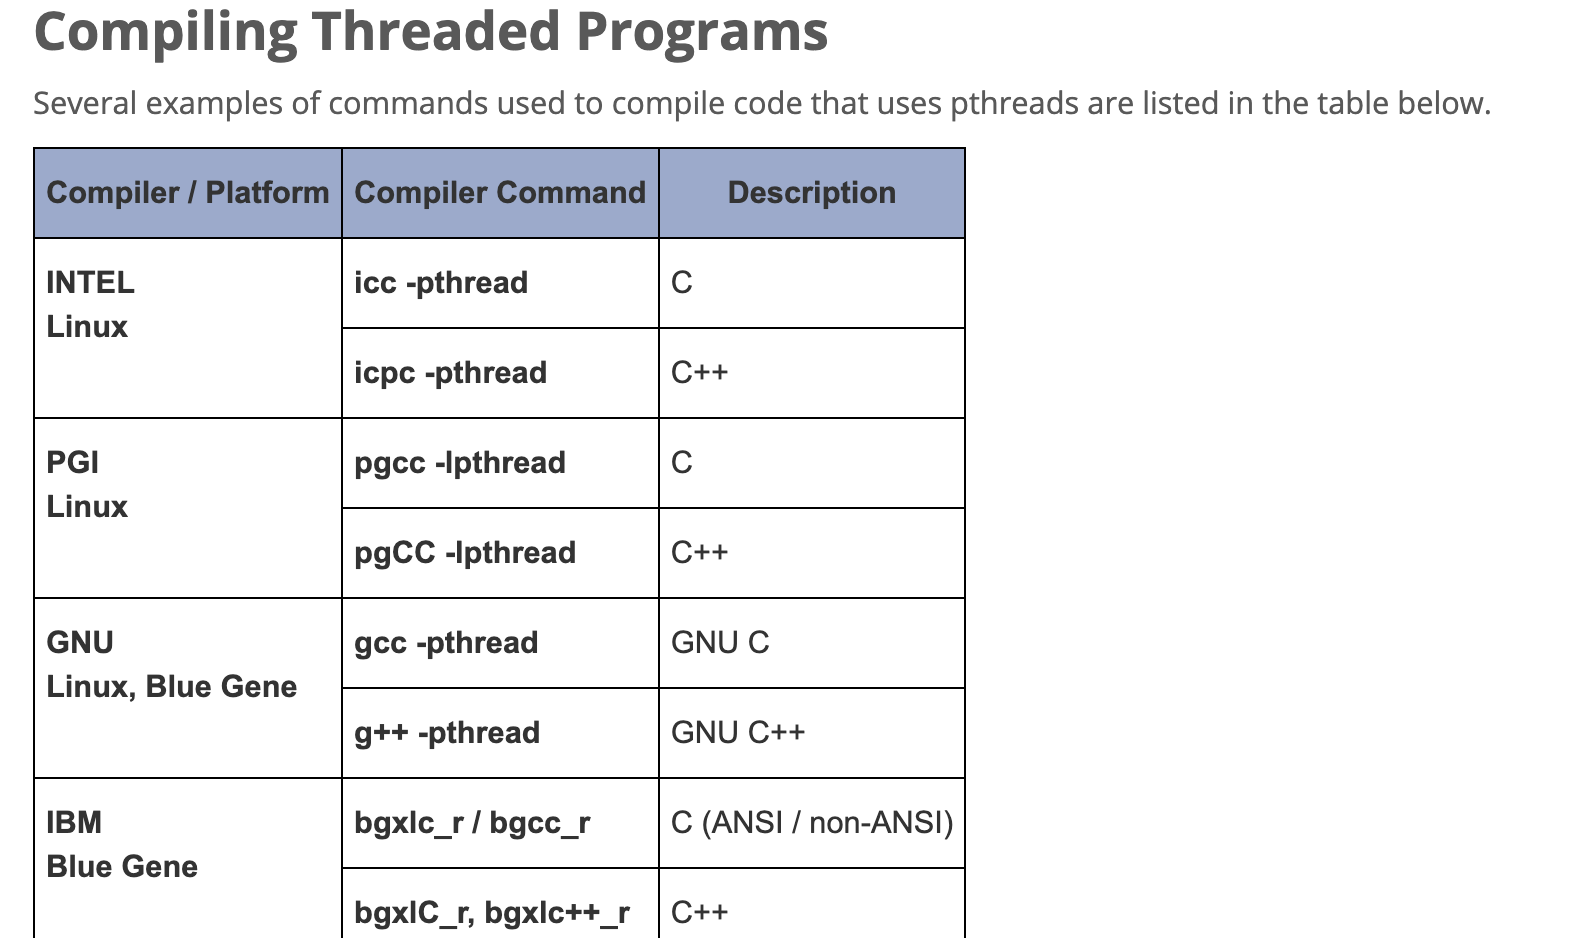 Compiling Threaded Programs
Several examples of commands used to compile code that uses pthreads are listed in the table below.
Compiler / Platform Compiler Command Description
INTEL
Linux
icc -pthread C
icpc -pthread C++
PGI
Linux
pgcc -lpthread C
pgCC -lpthread C++
GNU
Linux, Blue Gene
gcc -pthread GNU C
g++ -pthread GNU C++
IBM
Blue Gene
bgxlc_r / bgcc_r C (ANSI / non-ANSI)
bgxlC_r, bgxlc++_r C++